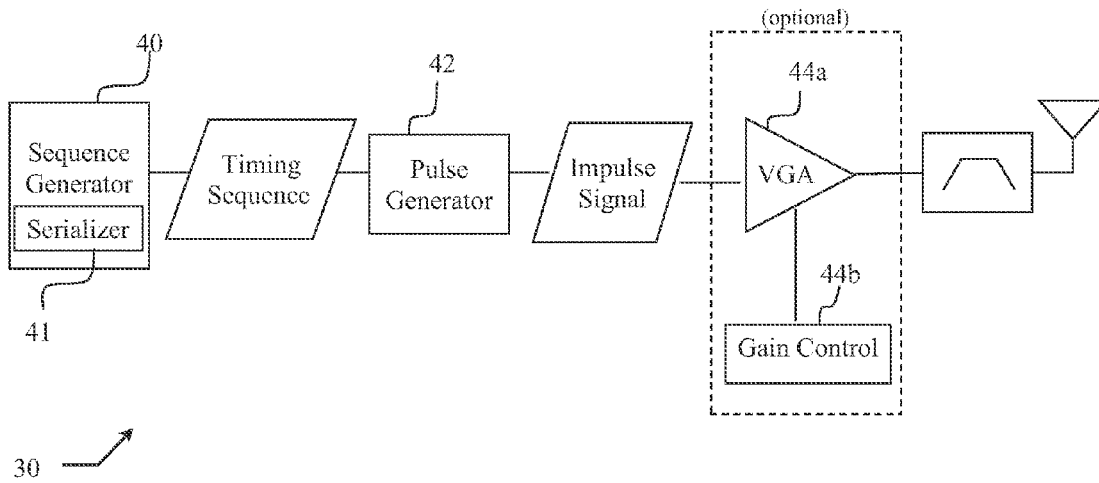 (optional)
40
42
44a
Sequence
Generator
Serializer
Timing
Sequence
Pulse
Generator
Impulse
Signal
VGA
41
44b
Gain Control
30